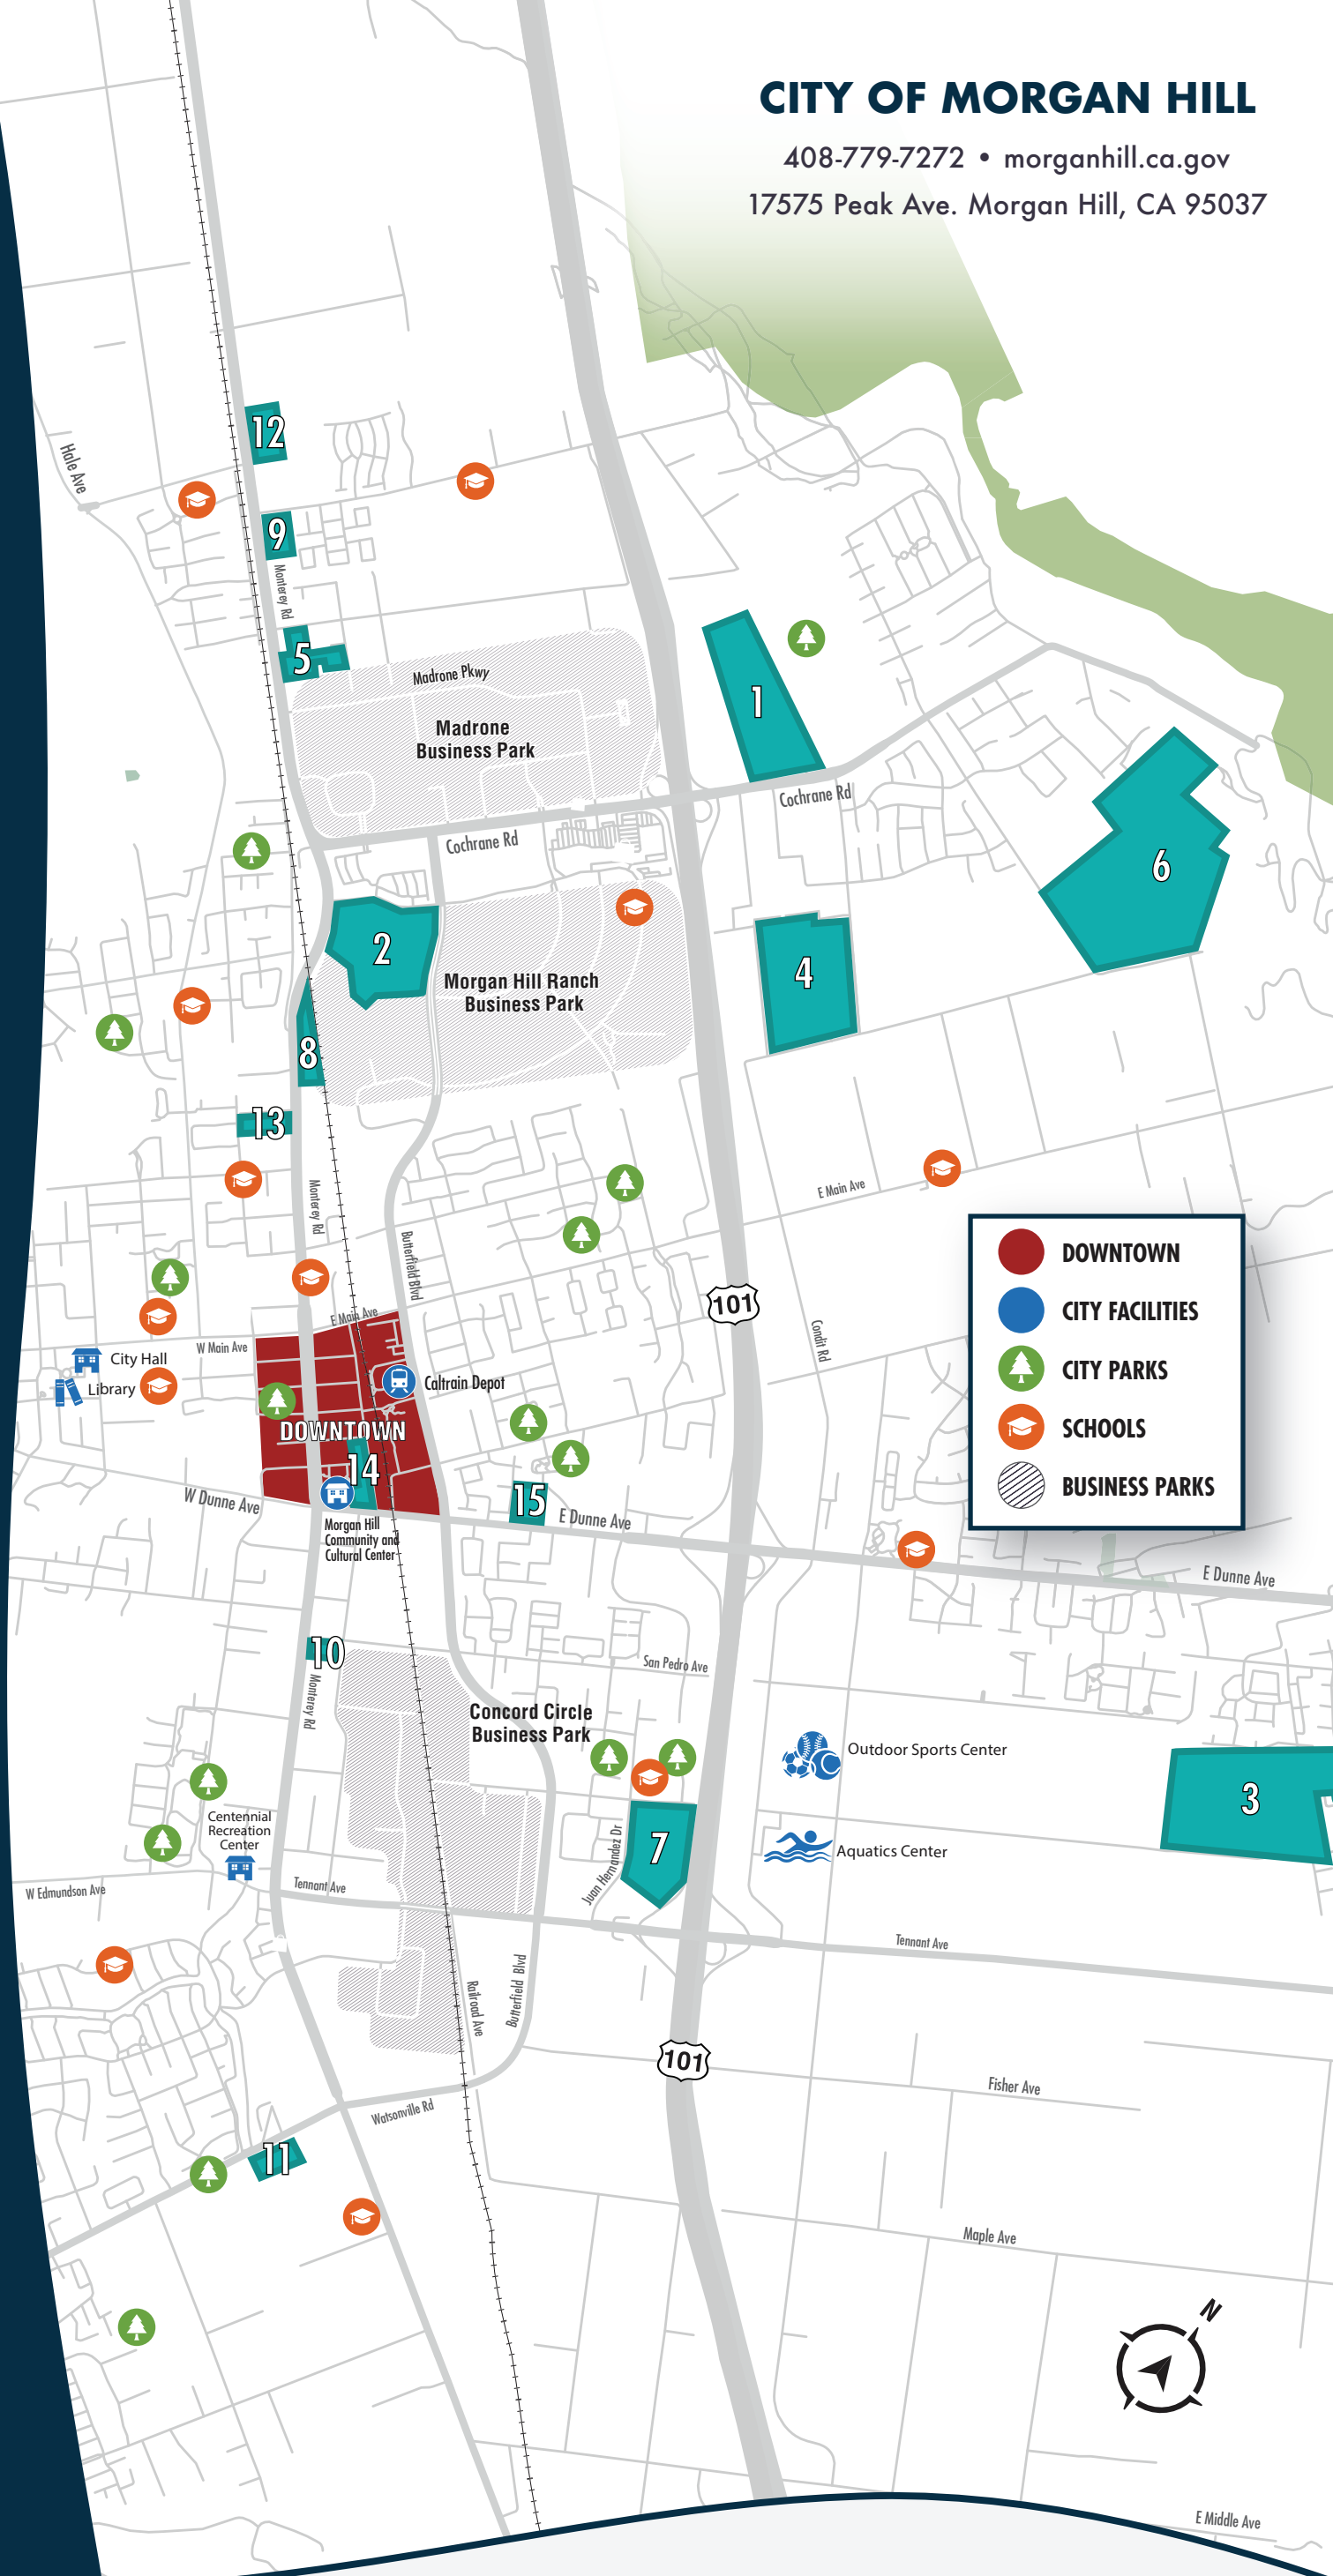 CITY OF MORGAN HILL
408-779-7272 • morganhill.ca.gov
17575 Peak Ave. Morgan Hill, CA 95037
12
Hale Ave
9
Monterey Rd
5
Madrone Pkwy
1
Madrone
Business Park
Cochrane Rd
Cochrane Rd
6
2
4
Morgan Hill Ranch
Business Park
8
13
E Main Ave
Monterey Rd
Butterfield Blvd
DOWNTOWN
CITY FACILITIES
CITY PARKS
SCHOOLS
BUSINESS PARKS
101
E Main Ave
Condit Rd
W Main Ave
City Hall
Library
Caltrain Depot
DOWNTOWN
14
W Dunne Ave
15
E Dunne Ave
Morgan Hill
Community and
Cultural Center
E Dunne Ave
10
San Pedro Ave
Monterey Rd
Concord Circle
Business Park
Outdoor Sports Center
3
Centennial
Recreation
Center
7
Juan Hernandez Dr
Aquatics Center
W Edmundson Ave
Tennant Ave
Tennant Ave
Railroad Ave
Butterfield Blvd
101
Fisher Ave
Watsonville Rd
11
Maple Ave
N
E Middle Ave